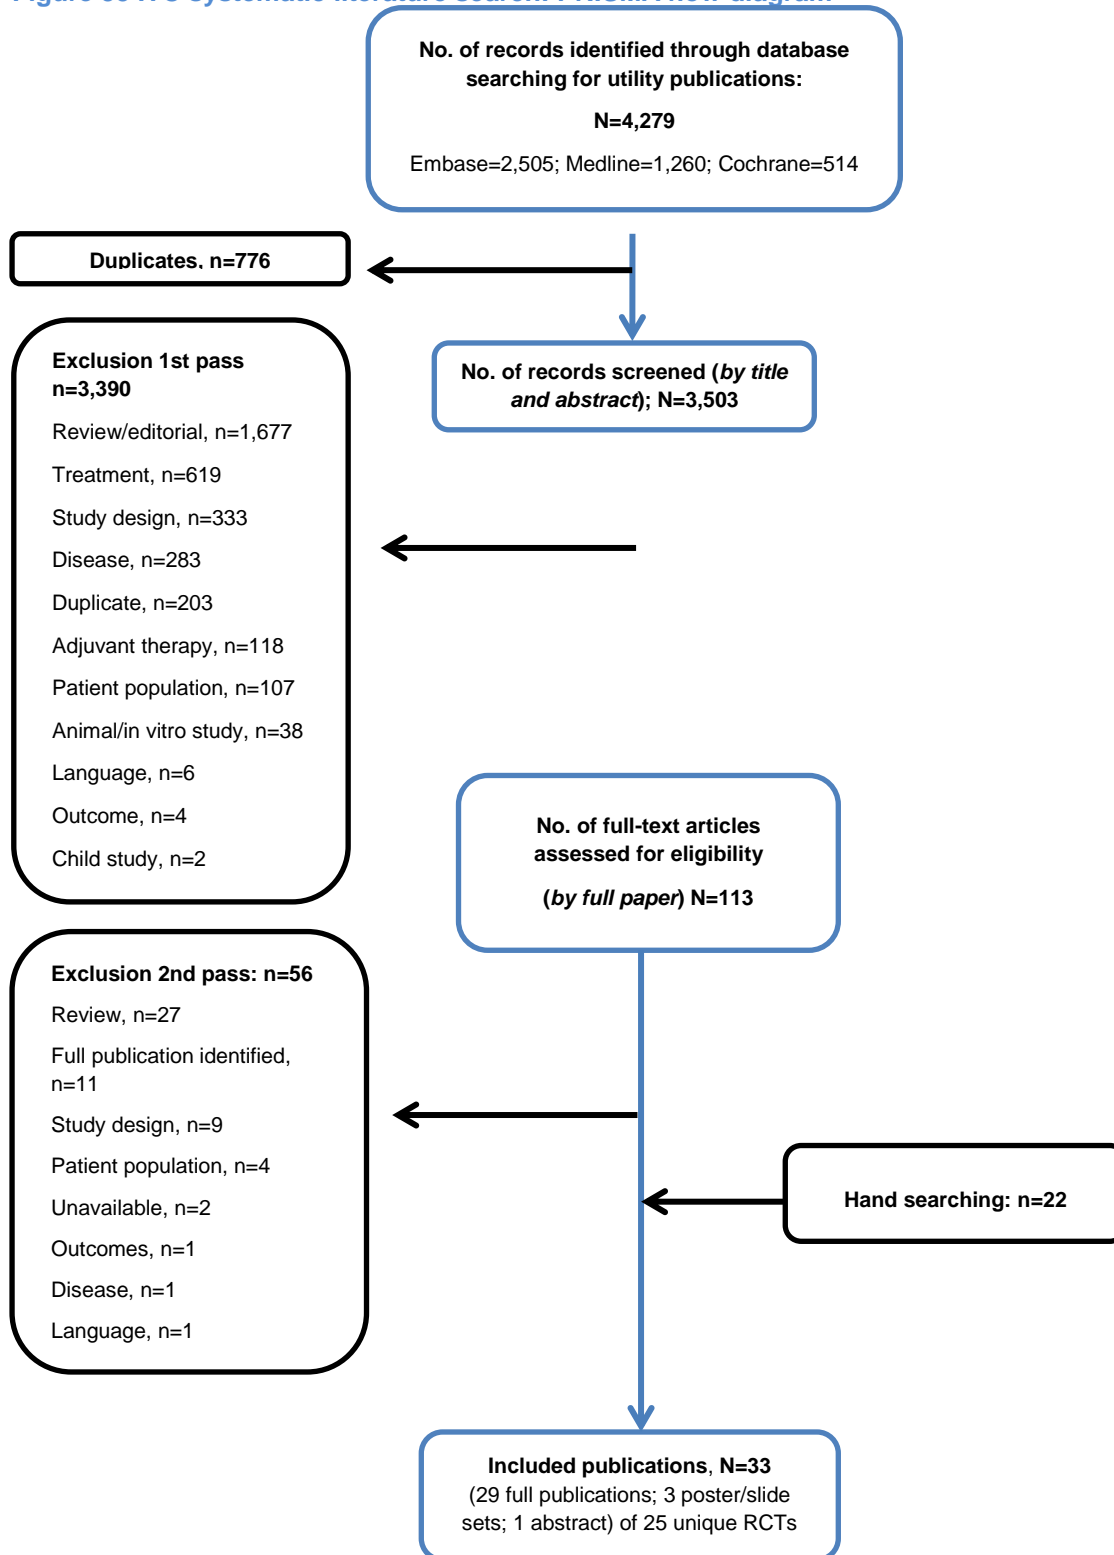 No. of records identified through database
searching for utility publications:
N=4,279
Embase=2,505; Medline=1,260; Cochrane=514
Duplicates, n=776
Exclusion 1st pass
n=3,390
Review/editorial, n=1,677
Treatment, n=619
Study design, n=333
Disease, n=283
Duplicate, n=203
Adjuvant therapy, n=118
Patient population, n=107
Animal/in vitro study, n=38
Language, n=6
Outcome, n=4
Child study, n=2
No. of records screened (by title
and abstract); N=3,503
No. of full-text articles
assessed for eligibility
(by full paper) N=113
Exclusion 2nd pass: n=56
Review, n=27
Full publication identified,
n=11
Study design, n=9
Patient population, n=4
Unavailable, n=2
Outcomes, n=1
Disease, n=1
Language, n=1
Hand searching: n=22
Included publications, N=33
(29 full publications; 3 poster/slide
sets; 1 abstract) of 25 unique RCTs